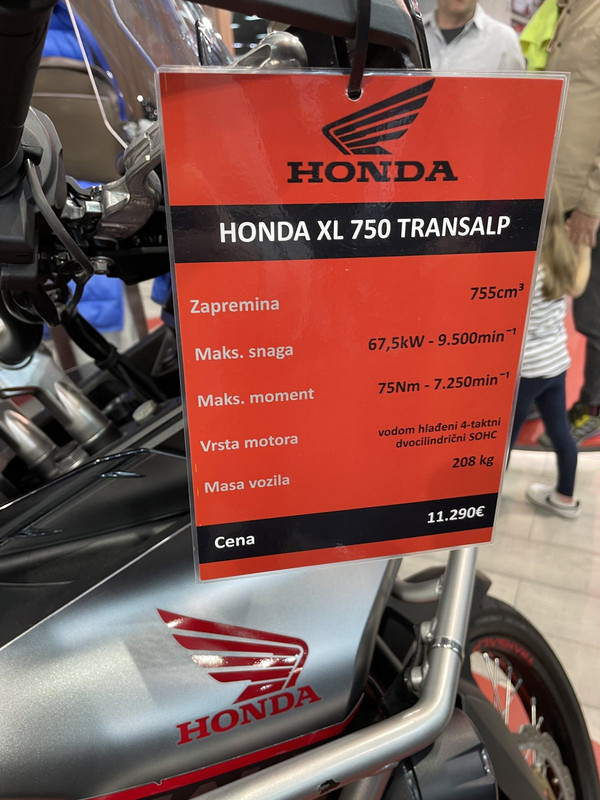 HONDA
HONDA XL 750 TRANSALP
Zapremina 755cm³
Maks. snaga 67,5kW - 9.500min⁻¹
Maks. moment 75Nm - 7.250min⁻¹
Vrsta motora vodom hlađeni 4-taktni
dvocilindrični SOHC
Masa vozila 208 kg
Cena 11.290€
HONDA